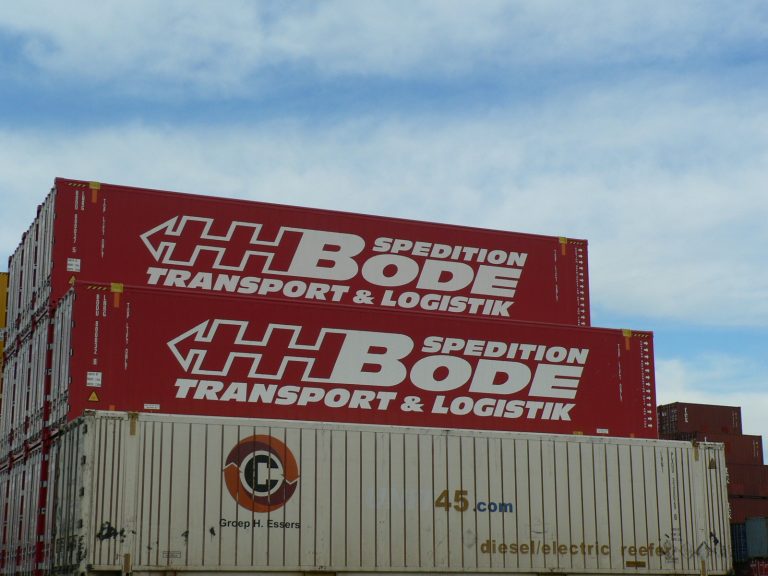 SPEDITION
BODE
TRANSPORT & LOGISTIK
SPEDITION
BODE
TRANSPORT & LOGISTIK
C
Groep H. Essers
45.com
diesel/electric reefer